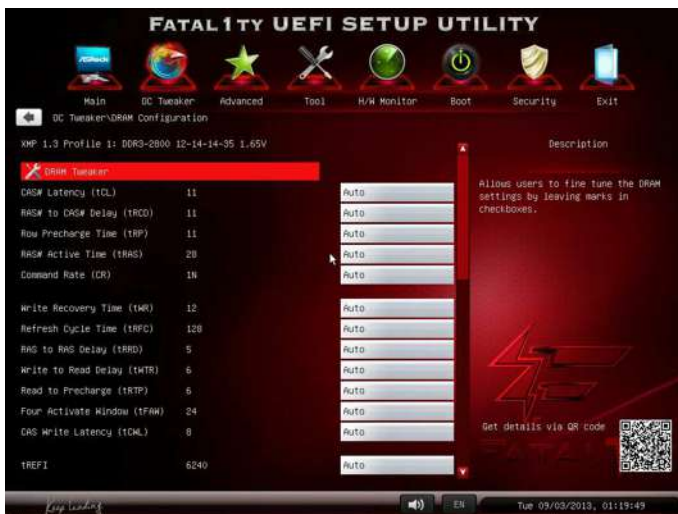 FATAL1TY UEFI SETUP UTILITY
ASRock
Main OC Tweaker Advanced Tool H/W Monitor Boot Security Exit
OC Tweaker\DRAM Configuration
XMP 1.3 Profile 1: DDR3-2800 12-14-14-35 1.65V
Description
DRAM Tweaker
Allows users to fine tune the DRAM
settings by leaving marks in
checkboxes.
CAS# Latency (tCL) 11 Auto
RAS# to CAS# Delay (tRCD) 11 Auto
Row Precharge Time (tRP) 11 Auto
RAS# Active Time (tRAS) 28 Auto
Command Rate (CR) 1N Auto
Write Recovery Time (tWR) 12 Auto
Refresh Cycle Time (tRFC) 128 Auto
RAS to RAS Delay (tRRD) 5 Auto
Write to Read Delay (tWTR) 6 Auto
Read to Precharge (tRTP) 6 Auto
Four Activate Window (tFAW) 24 Auto
CAS Write Latency (tCWL) 8 Auto
tREFI 6240 Auto
Get details via QR code
Keep Leading
EN
Tue 09/03/2013, 01:19:49